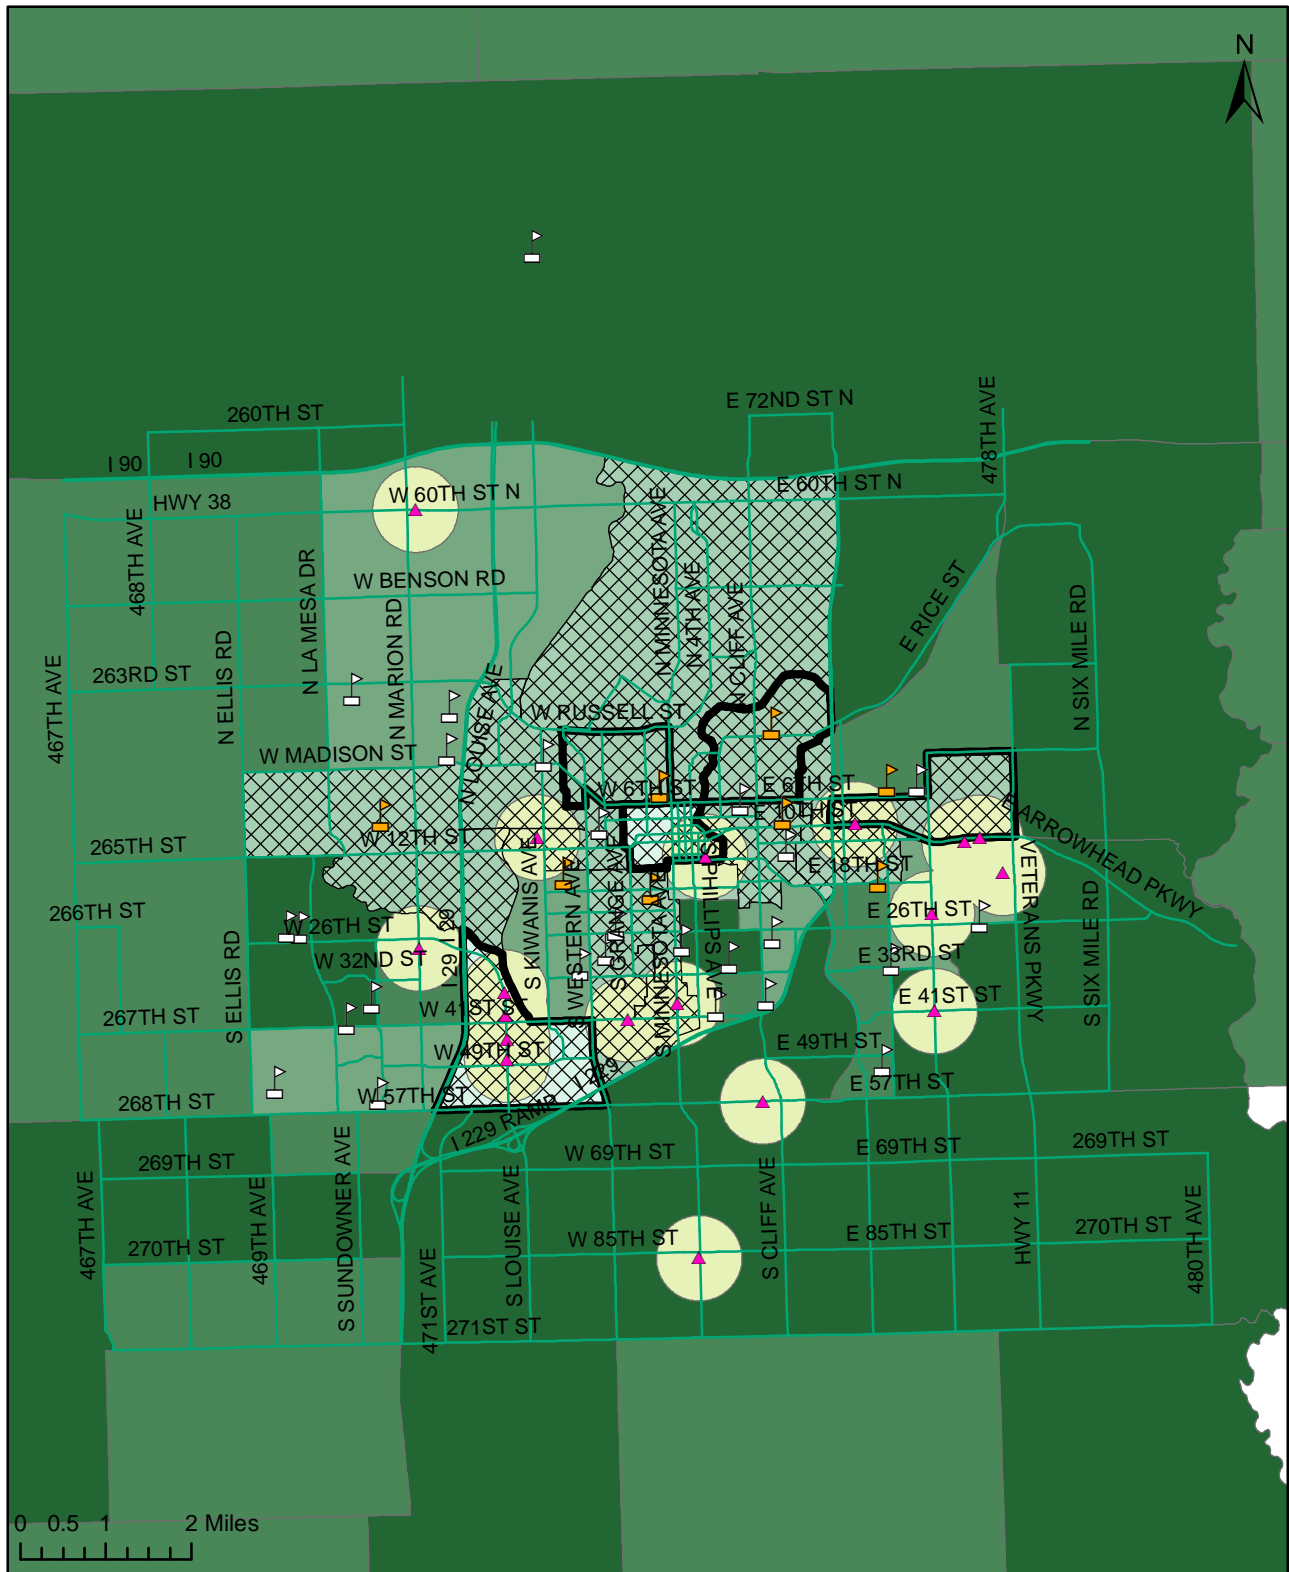 N
260TH ST
E 72ND ST N
478TH AVE
I 90
I 90
W 60TH ST N
E 60TH ST N
HWY 38
468TH AVE
N MINNESOTA AVE
W BENSON RD
N LA MESA DR
N MARION RD
N 4TH AVE
N CLIFF AVE
E RICE ST
N SIX MILE RD
N ELLIS RD
263RD ST
467TH AVE
N LOUISE AVE
W RUSSELL ST
W MADISON ST
W 6TH ST
E 6TH ST
E 10TH ST
E ARROWHEAD PKWY
W 12TH ST
265TH ST
E 18TH ST
266TH ST
W 26TH ST
E 26TH ST
I 29
I 29
S KIWANIS AVE
S WESTERN AVE
S GRANGE AVE
S MINNESOTA AVE
S PHILLIPS AVE
VETERANS PKWY
S SIX MILE RD
W 32ND ST
E 33RD ST
S ELLIS RD
267TH ST
W 41ST ST
E 41ST ST
W 49TH ST
E 49TH ST
I 229
268TH ST
W 57TH ST
E 57TH ST
I 229 RAMP
269TH ST
W 69TH ST
E 69TH ST
269TH ST
467TH AVE
469TH AVE
S SUNDOWNER AVE
471ST AVE
S LOUISE AVE
S CLIFF AVE
HWY 11
480TH AVE
270TH ST
W 85TH ST
E 85TH ST
270TH ST
271ST ST
0 0.5 1 2 Miles